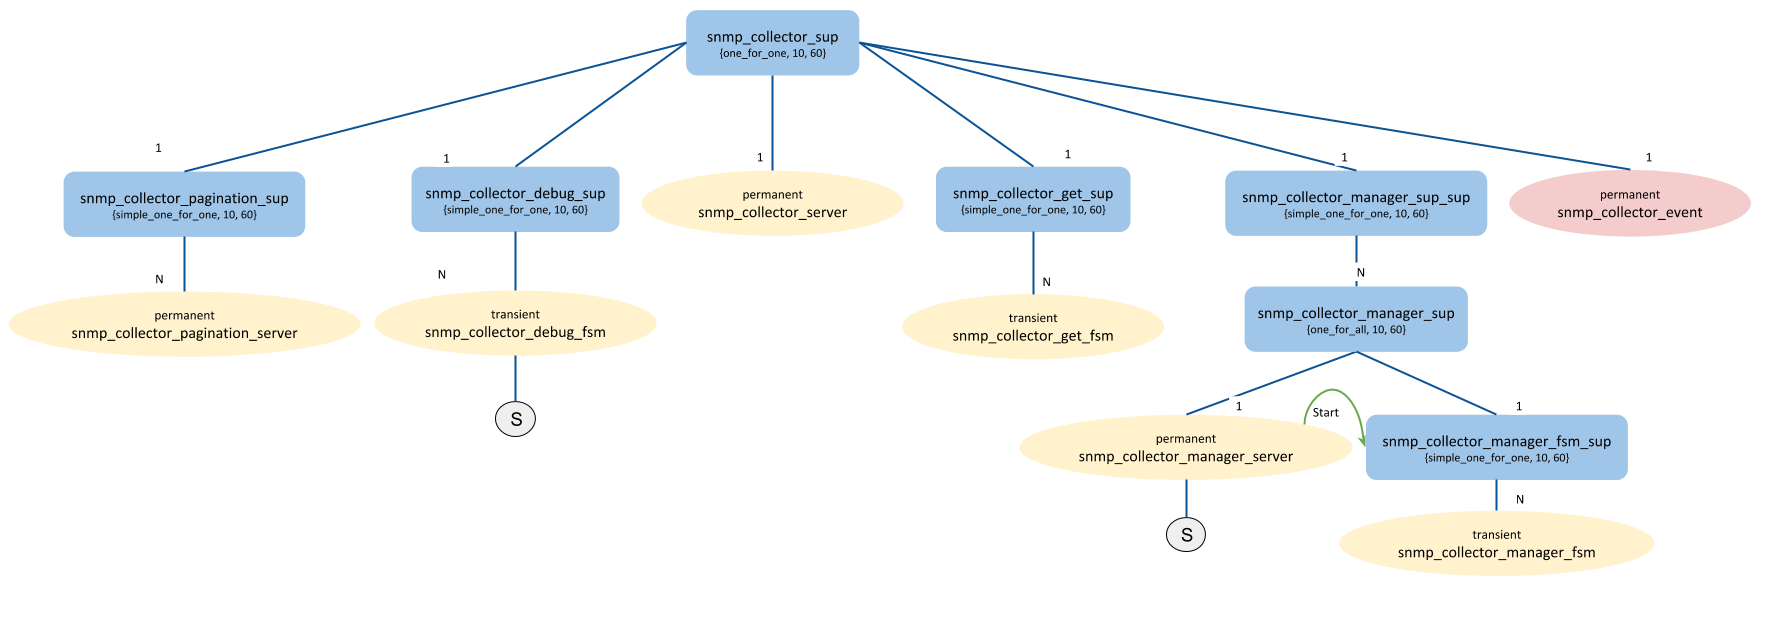 snmp_collector_sup
{one_for_one, 10, 60}
1
1
1
1
1
1
snmp_collector_pagination_sup
{simple_one_for_one, 10, 60}
snmp_collector_debug_sup
{simple_one_for_one, 10, 60}
permanent
snmp_collector_server
snmp_collector_get_sup
{simple_one_for_one, 10, 60}
snmp_collector_manager_sup_sup
{simple_one_for_one, 10, 60}
permanent
snmp_collector_event
N
N
N
N
permanent
snmp_collector_pagination_server
transient
snmp_collector_debug_fsm
transient
snmp_collector_get_fsm
snmp_collector_manager_sup
{one_for_all, 10, 60}
S
1
Start
1
permanent
snmp_collector_manager_server
snmp_collector_manager_fsm_sup
{simple_one_for_one, 10, 60}
N
S
transient
snmp_collector_manager_fsm